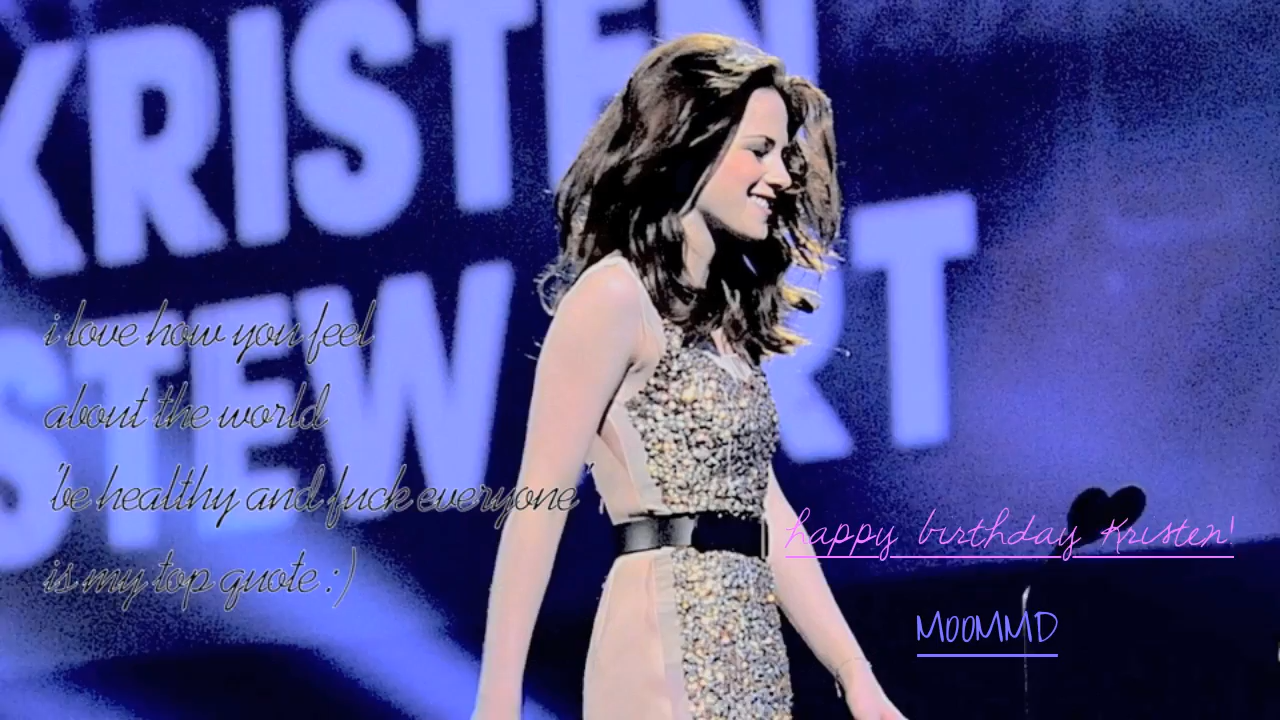 KRISTEN
STEWART
i love how you feel
about the world
'be healthy and fuck everyone'
is my top quote :)
happy birthday Kristen!
MOOMMD